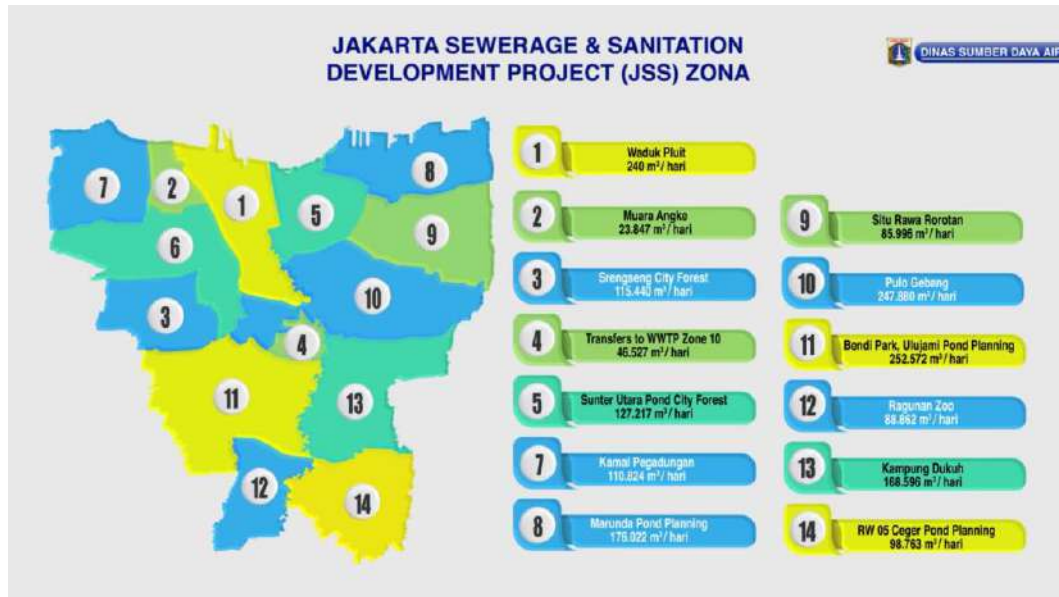 JAKARTA SEWERAGE & SANITATION
DEVELOPMENT PROJECT (JSS) ZONA
DINAS SUMBER DAYA AIR
7
2
1
5
8
9
6
3
4
10
11
13
12
14
1
Waduk Pluit
240 m³/ hari
2
Muara Angke
23.847 m³/ hari
3
Srengseng City Forest
115.440 m³/ hari
4
Transfers to WWTP Zone 10
46.527 m³/ hari
5
Sunter Utara Pond City Forest
127.217 m³/ hari
7
Kamal Pegadungan
110.824 m³/ hari
8
Marunda Pond Planning
176.022 m³/ hari
9
Situ Rawa Rorotan
85.996 m³/ hari
10
Pulo Gebang
247.880 m³/ hari
11
Bendi Park, Ulujami Pond Planning
252.572 m³/ hari
12
Ragunan Zoo
88.862 m³/ hari
13
Kampung Dukuh
168.596 m³/ hari
14
RW 05 Ceger Pond Planning
98.763 m³/ hari